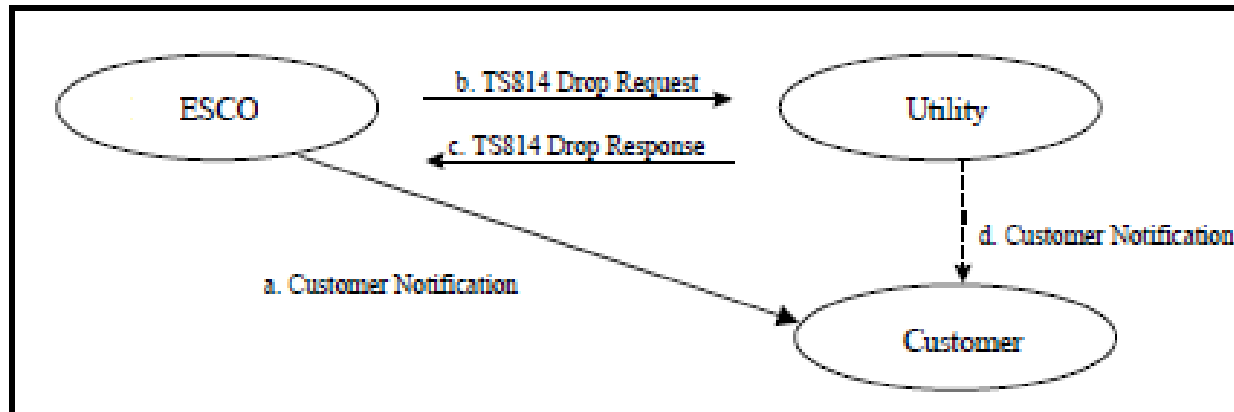 ESCO
b. TS814 Drop Request
Utility
c. TS814 Drop Response
d. Customer Notification
a. Customer Notification
Customer